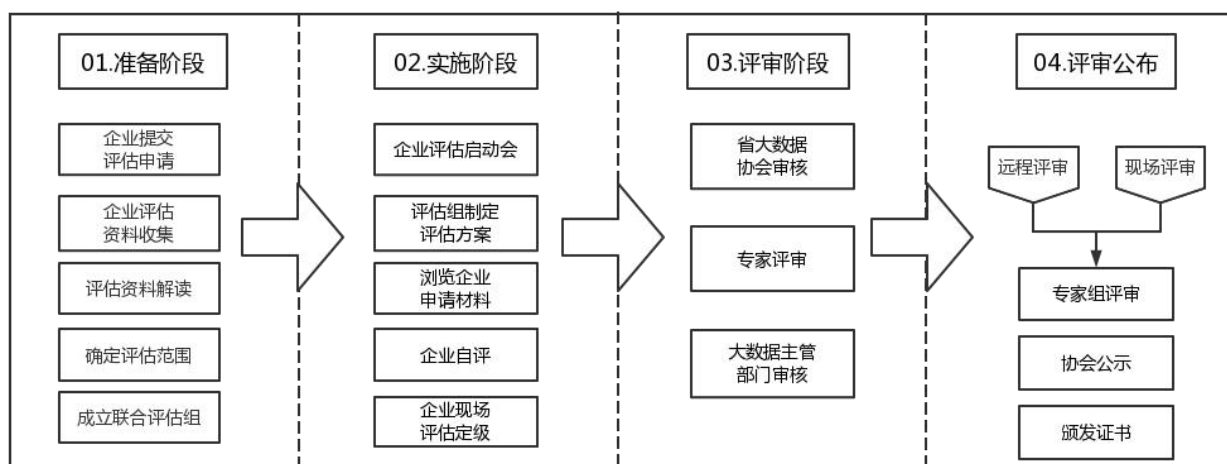 01.准备阶段
企业提交
评估申请
企业评估
资料收集
评估资料解读
确定评估范围
成立联合评估组
02.实施阶段
企业评估启动会
评估组制定
评估方案
浏览企业
申请材料
企业自评
企业现场
评估定级
03.评审阶段
省大数据
协会审核
专家评审
大数据主管
部门审核
04.评审公布
远程评审
现场评审
专家组评审
协会公示
颁发证书